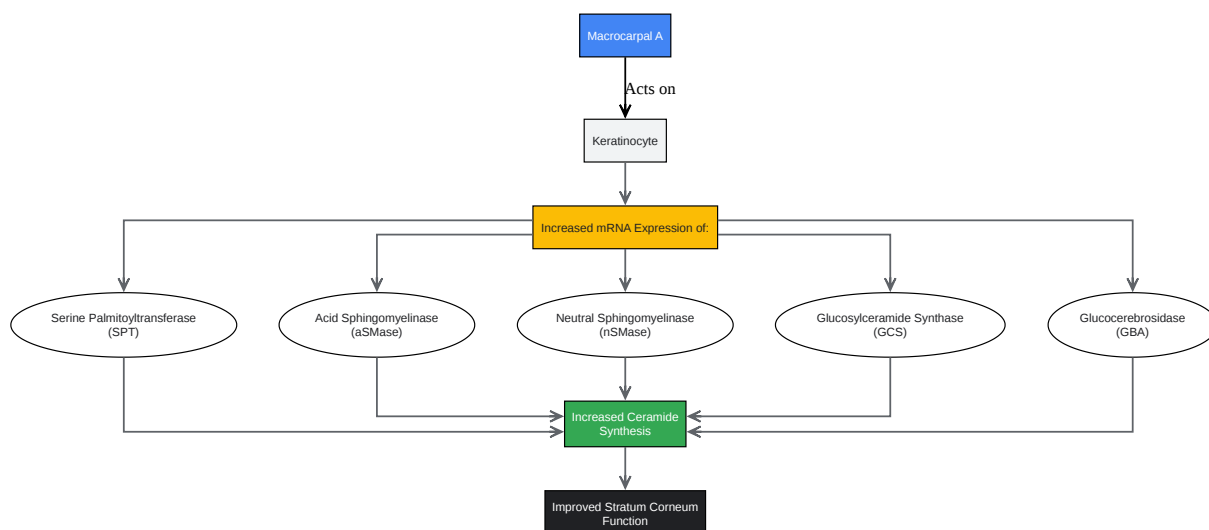 Macrocarpal A
Acts on
Keratinocyte
Increased mRNA Expression of:
Serine Palmitoyltransferase
(SPT)
Acid Sphingomyelinase
(aSMase)
Neutral Sphingomyelinase
(nSMase)
Glucosylceramide Synthase
(GCS)
Glucocerebrosidase
(GBA)
Increased Ceramide
Synthesis
Improved Stratum Corneum
Function